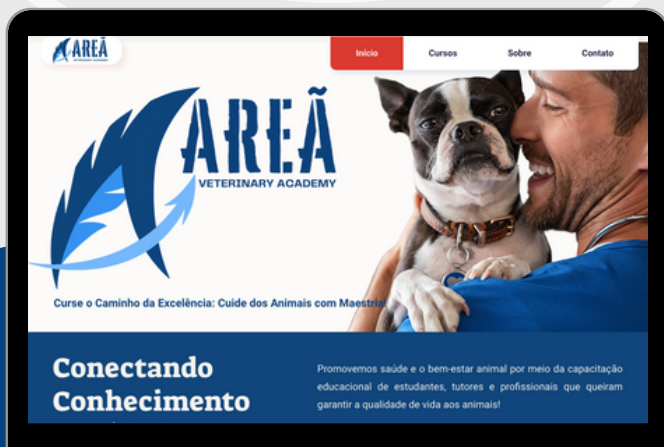 AREÃ
VETERINARY ACADEMY
Início
Cursos
Sobre
Contato
AREÃ
VETERINARY ACADEMY
Curse o Caminho da Excelência: Cuide dos Animais com Maestria!
Conectando
Conhecimento
Promovemos saúde e o bem-estar animal por meio da capacitação
educacional de estudantes, tutores e profissionais que queiram
garantir a qualidade de vida aos animais!